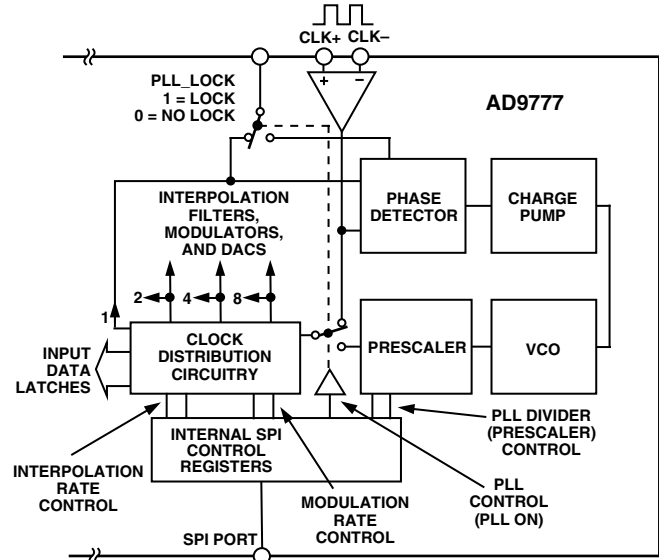 CLK+ CLK–
+ –
PLL_LOCK
1 = LOCK
0 = NO LOCK
AD9777
INTERPOLATION
FILTERS,
MODULATORS,
AND DACS
PHASE
DETECTOR
CHARGE
PUMP
2
4
8
1
CLOCK
DISTRIBUTION
CIRCUITRY
PRESCALER
VCO
INPUT
DATA
LATCHES
INTERNAL SPI
CONTROL
REGISTERS
PLL DIVIDER
(PRESCALER)
CONTROL
INTERPOLATION
RATE
CONTROL
MODULATION
RATE
CONTROL
PLL
CONTROL
(PLL ON)
SPI PORT